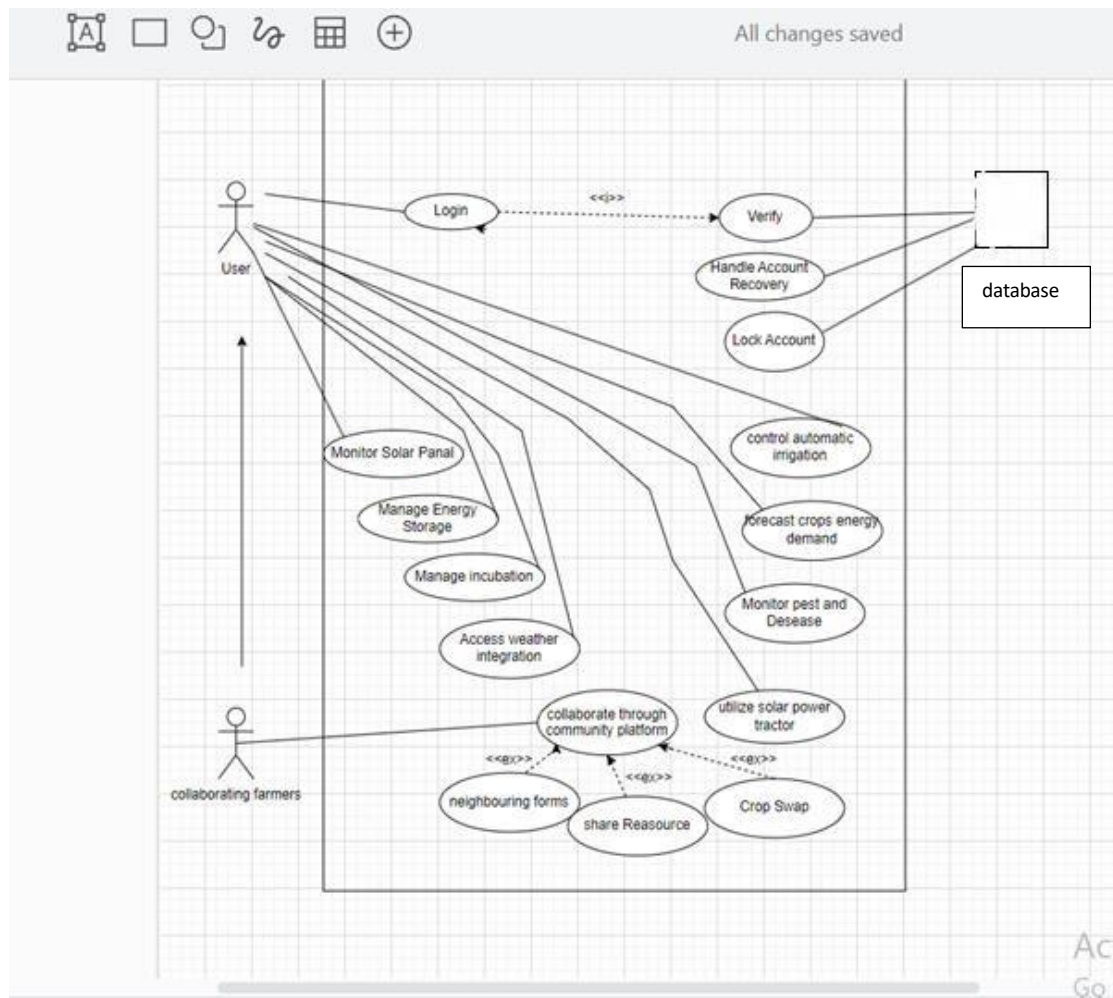 A
All changes saved
Login
<<i>>
Verify
User
Handle Account
Recovery
database
Lock Account
control automatic
irrigation
Monitor Solar Panal
Manage Energy
Storage
forecast crops energy
demand
Manage incubation
Monitor pest and
Desease
Access weather
integration
collaborate through
community platform
utilize solar power
tractor
<<ex>>
<<ex>>
<<ex>>
collaborating farmers
neighbouring forms
share Reasource
Crop Swap
Ac
Go